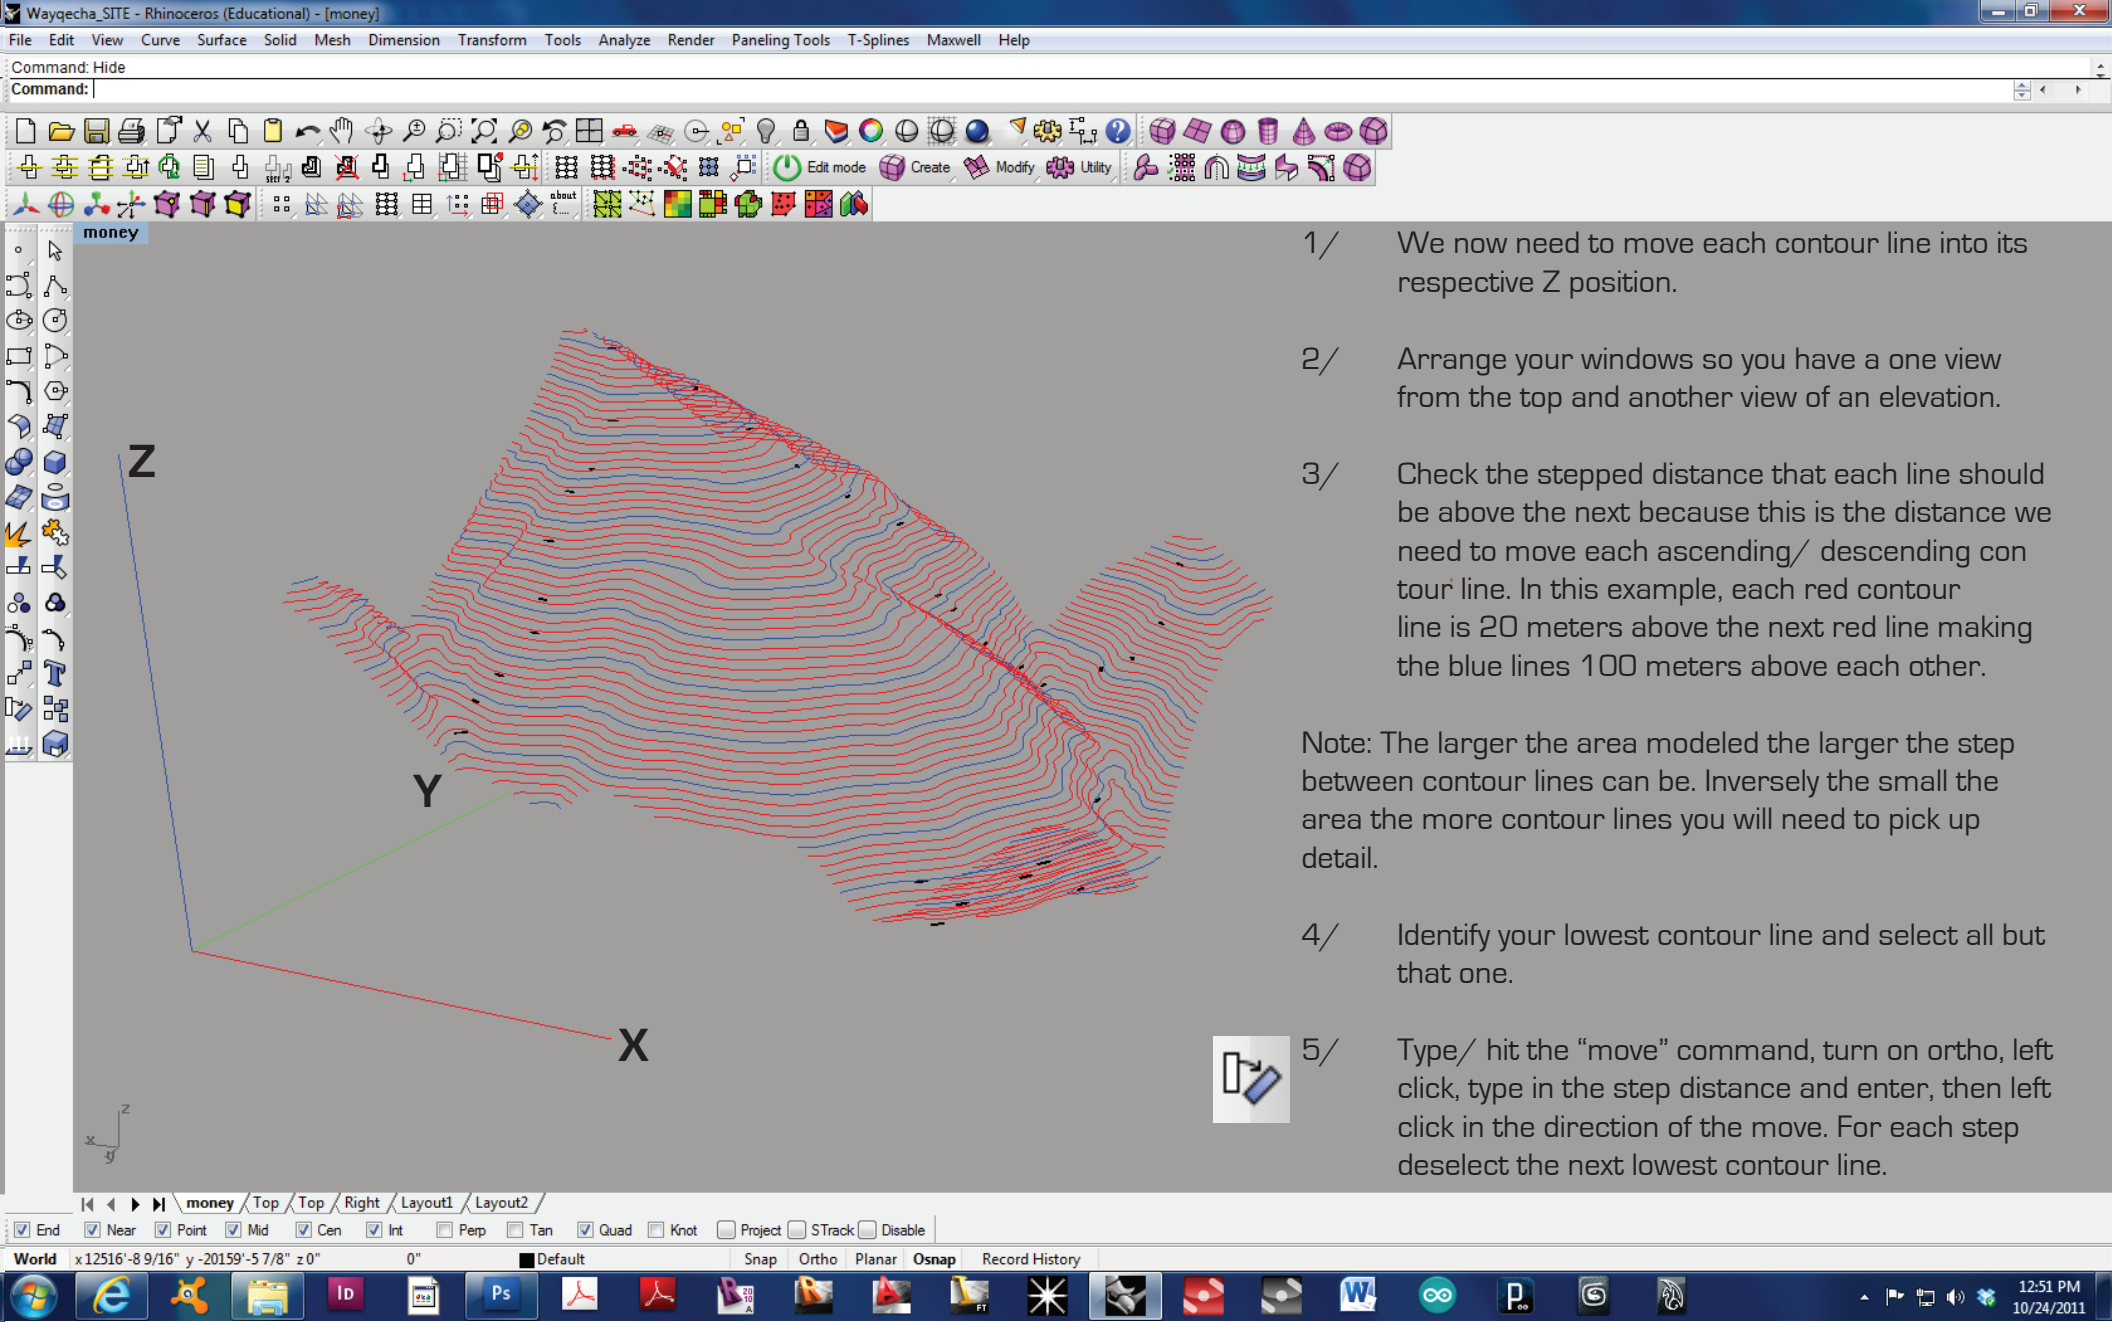 Wayqecha_SITE - Rhinoceros (Educational) - [money]
File Edit View Curve Surface Solid Mesh Dimension Transform Tools Analyze Render Paneling Tools T-Splines Maxwell Help
Command: Hide
Command:
Edit mode Create Modify Utility
about
money
1/ We now need to move each contour line into its
respective Z position.
2/ Arrange your windows so you have a one view
from the top and another view of an elevation.
3/ Check the stepped distance that each line should
be above the next because this is the distance we
need to move each ascending/ descending con
tour line. In this example, each red contour
line is 20 meters above the next red line making
the blue lines 100 meters above each other.
Note: The larger the area modeled the larger the step
between contour lines can be. Inversely the small the
area the more contour lines you will need to pick up
detail.
4/ Identify your lowest contour line and select all but
that one.
5/ Type/ hit the “move” command, turn on ortho, left
click, type in the step distance and enter, then left
click in the direction of the move. For each step
deselect the next lowest contour line.
Z
Y
X
z
x
y
money Top Top Right Layout1 Layout2
End Near Point Mid Cen Int Perp Tan Quad Knot Project STrack Disable
World x 12516'-8 9/16" y -20159'-5 7/8" z 0" 0" Default Snap Ortho Planar Osnap Record History
Id Ps W P
12:51 PM
10/24/2011